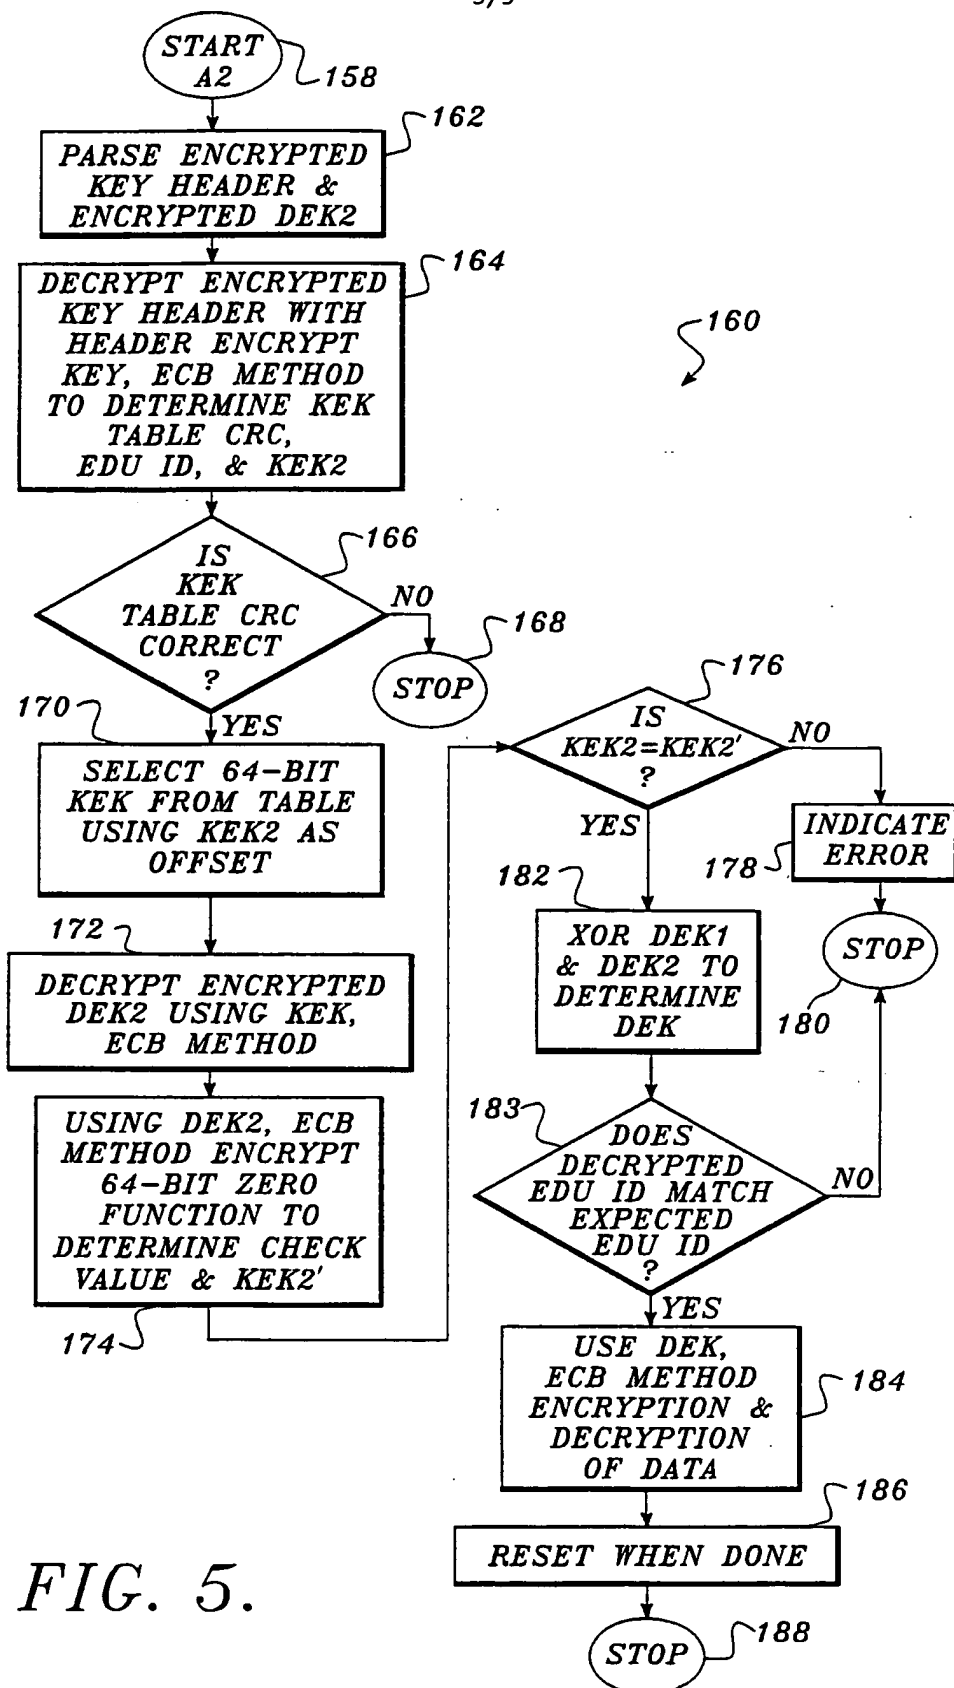 START
A2
158
162
PARSE ENCRYPTED
KEY HEADER &
ENCRYPTED DEK2
164
DECRYPT ENCRYPTED
KEY HEADER WITH
HEADER ENCRYPT
KEY, ECB METHOD
TO DETERMINE KEK
TABLE CRC,
EDU ID, & KEK2
160
166
IS
KEK
TABLE CRC
CORRECT
?
NO
168
STOP
170
YES
SELECT 64-BIT
KEK FROM TABLE
USING KEK2 AS
OFFSET
172
DECRYPT ENCRYPTED
DEK2 USING KEK,
ECB METHOD
USING DEK2, ECB
METHOD ENCRYPT
64-BIT ZERO
FUNCTION TO
DETERMINE CHECK
VALUE & KEK2'
174
176
IS
KEK2=KEK2'
?
NO
YES
INDICATE
ERROR
178
STOP
180
182
XOR DEK1
& DEK2 TO
DETERMINE
DEK
183
DOES
DECRYPTED
EDU ID MATCH
EXPECTED
EDU ID
?
NO
YES
USE DEK,
ECB METHOD
ENCRYPTION &
DECRYPTION
OF DATA
184
186
RESET WHEN DONE
STOP
188
FIG. 5.